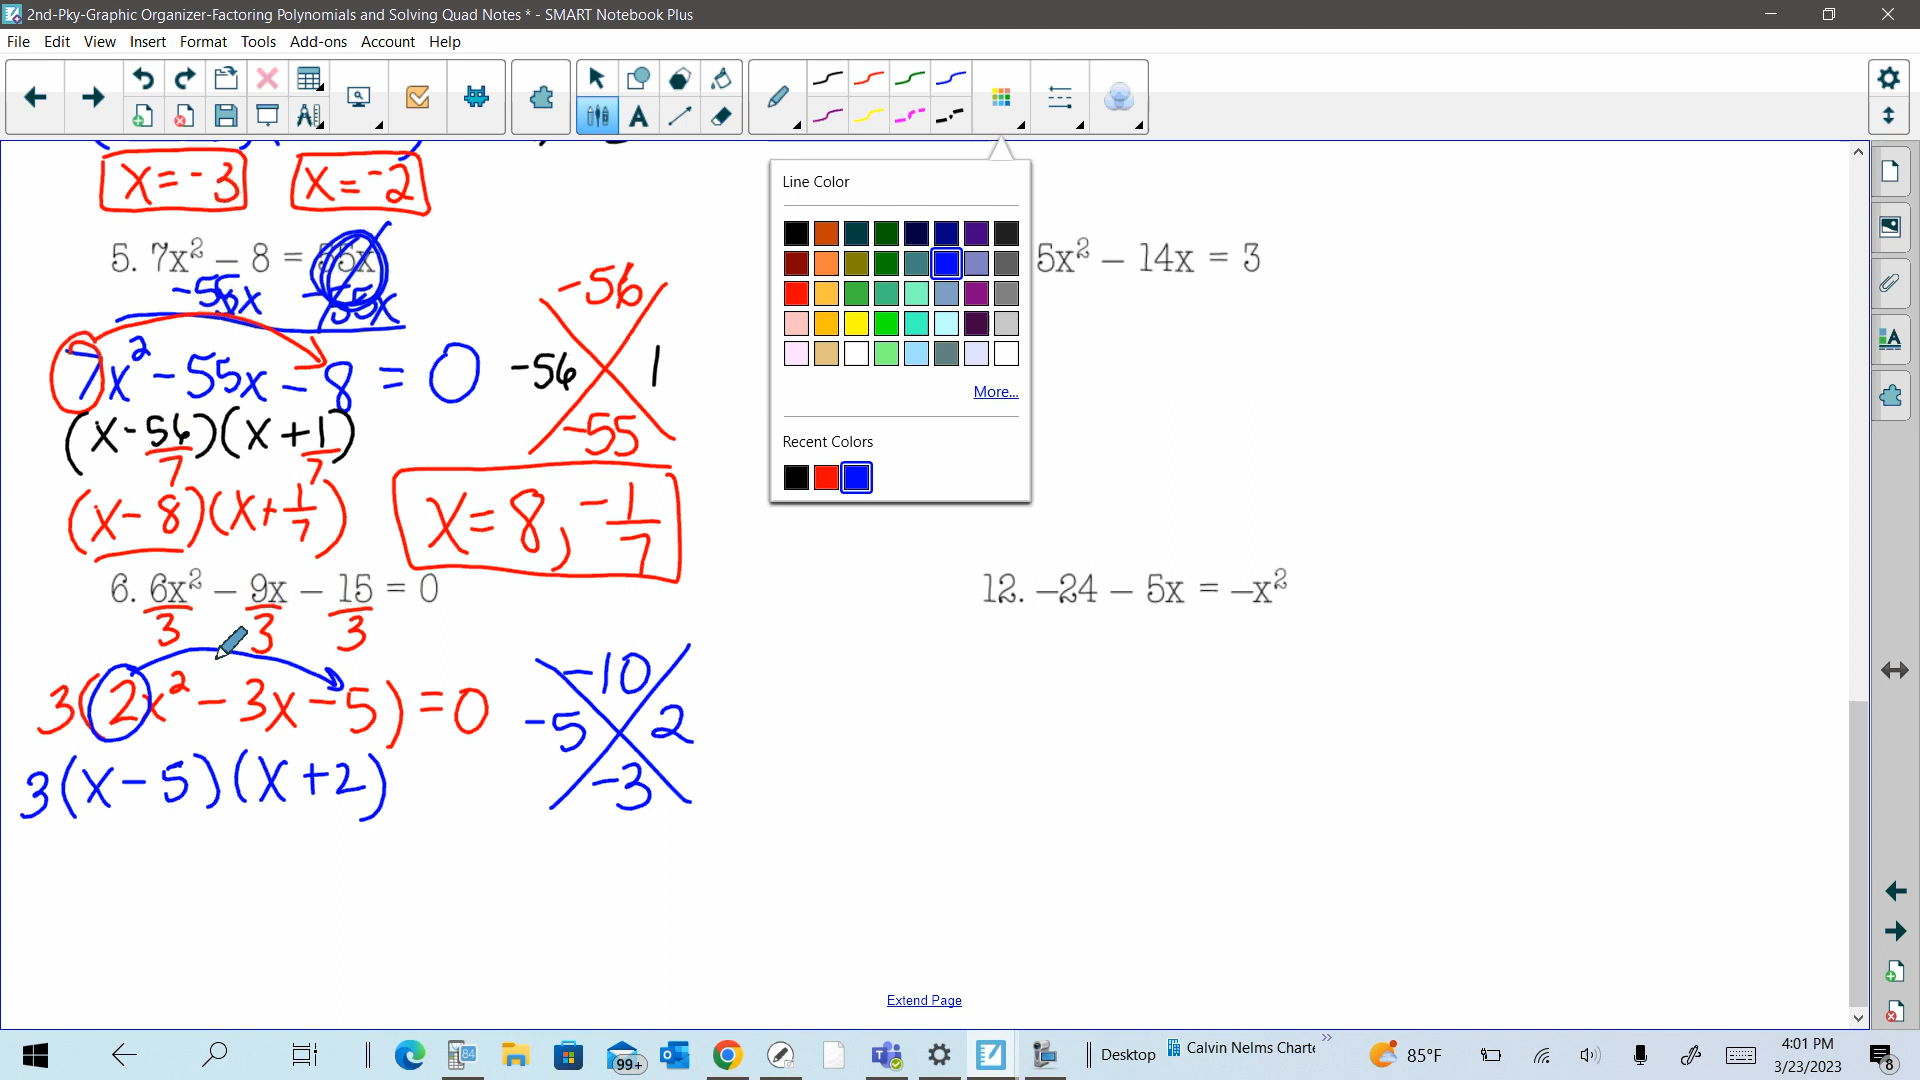 2nd-Pky-Graphic Organizer-Factoring Polynomials and Solving Quad Notes * - SMART Notebook Plus
File Edit View Insert Format Tools Add-ons Account Help
x = -3 x = -2
5. 7x² – 8 = 55x
-55x -55x
7x² - 55x - 8 = 0
(x - 56/7)(x + 1/7)
(x - 8)(x + 1/7)
-56
-56 1
-55
x = 8, -1/7
6. 6x² – 9x – 15 = 0
3 3 3
3(2x² - 3x - 5) = 0
3(x - 5)(x + 2)
-10
-5 2
-3
Line Color
More...
Recent Colors
5x² – 14x = 3
12. –24 – 5x = –x²
Extend Page
84
99+
Desktop
Calvin Nelms Charte
85°F
4:01 PM
3/23/2023
8